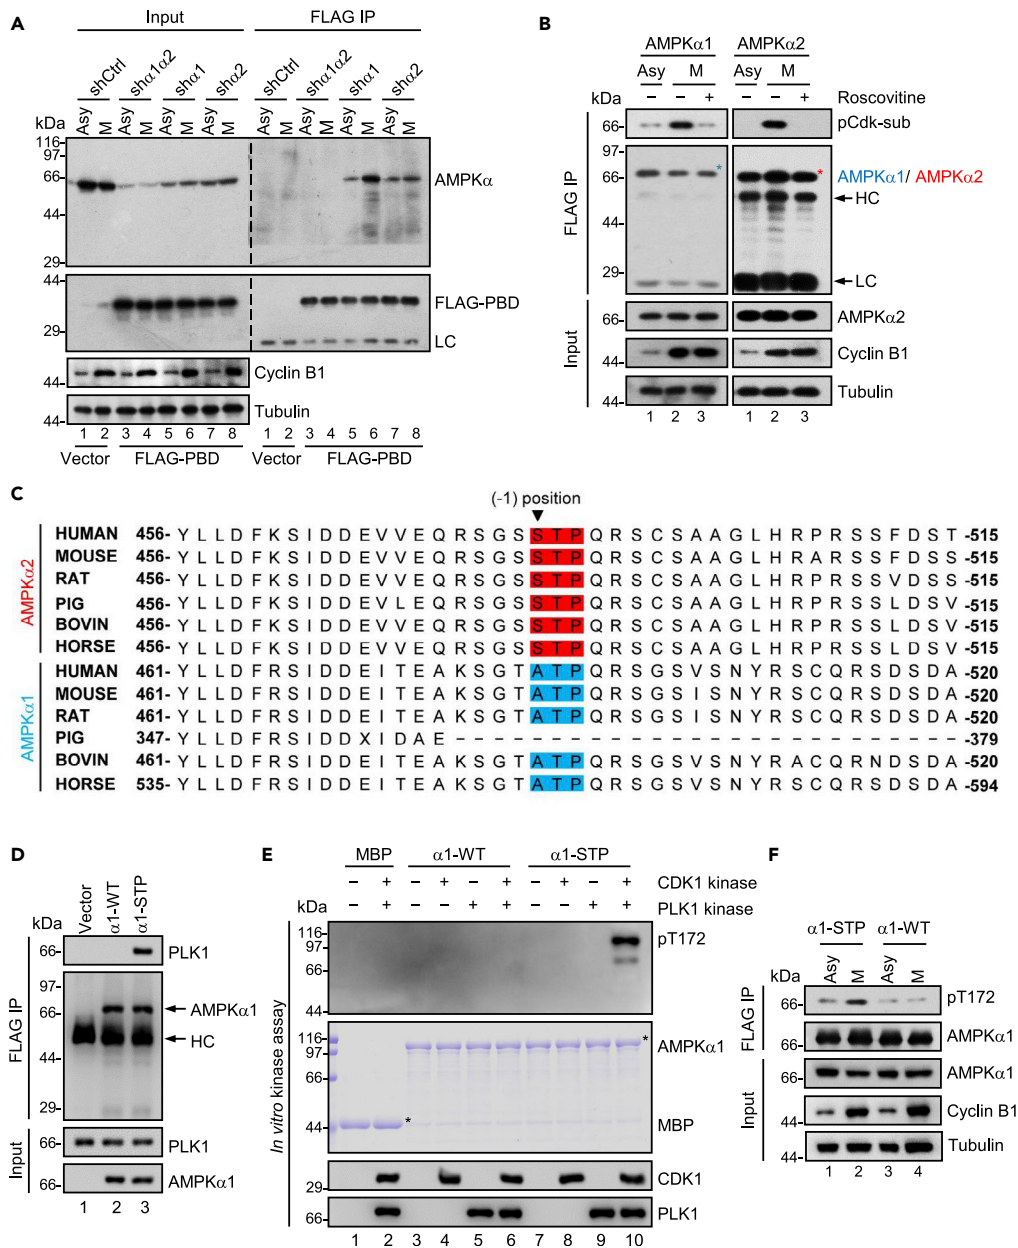 A
Input
FLAG IP
shCtrl shα1α2 shα1 shα2 shCtrl shα1α2 shα1 shα2
kDa Asy M Asy M Asy M Asy M Asy M Asy M Asy M Asy M
116-
97-
66-
44-
29-
AMPKα
44-
29-
FLAG-PBD
LC
44-
Cyclin B1
44-
Tubulin
1 2 3 4 5 6 7 8 1 2 3 4 5 6 7 8
Vector FLAG-PBD Vector FLAG-PBD
B
AMPKα1 AMPKα2
Asy M Asy M
kDa − − + − − + Roscovitine
FLAG IP
66- pCdk-sub
97-
66- * * AMPKα1/ AMPKα2
HC
44-
29- LC
Input
66- AMPKα2
44- Cyclin B1
44- Tubulin
1 2 3 1 2 3
C
(-1) position
AMPKα2
HUMAN 456- Y L L D F K S I D D E V V E Q R S G S S T P Q R S C S A A G L H R P R S S F D S T -515
MOUSE 456- Y L L D F K S I D D E V V E Q R S G S S T P Q R S C S A A G L H R A R S S F D S S -515
RAT 456- Y L L D F K S I D D E V V E Q R S G S S T P Q R S C S A A G L H R P R S S V D S S -515
PIG 456- Y L L D F K S I D D E V L E Q R S G S S T P Q R S C S A A G L H R P R S S L D S V -515
BOVIN 456- Y L L D F K S I D D E V V E Q R S G S S T P Q R S C S A A G L H R P R S S L D S V -515
HORSE 456- Y L L D F K S I D D E V V E Q R S G S S T P Q R S C S A A G L H R P R S S L D S V -515
AMPKα1
HUMAN 461- Y L L D F R S I D D E I T E A K S G T A T P Q R S G S V S N Y R S C Q R S D S D A -520
MOUSE 461- Y L L D F R S I D D E I T E A K S G T A T P Q R S G S I S N Y R S C Q R S D S D A -520
RAT 461- Y L L D F R S I D D E I T E A K S G T A T P Q R S G S I S N Y R S C Q R S D S D A -520
PIG 347- Y L L D F R S I D D X I D A E - - - - - - - - - - - - - - - - - - - - - - - - - - -379
BOVIN 461- Y L L D F R S I D D E I T E A K S G T A T P Q R S G S V S N Y R A C Q R N D S D A -520
HORSE 535- Y L L D F R S I D D E I T E A K S G T A T P Q R S G S V S N Y R S C Q R S D S D A -594
D
Vector α1-WT α1-STP
kDa
FLAG IP
66- PLK1
97-
66- AMPKα1
HC
44-
29-
Input
66- PLK1
66- AMPKα1
1 2 3
E
MBP α1-WT α1-STP
− + − + − + − + − + CDK1 kinase
− + − − + + − − + + PLK1 kinase
kDa
In vitro kinase assay
116-
97-
66-
44-
pT172
116-
97-
66-
44-
* AMPKα1
* MBP
29- CDK1
66- PLK1
1 2 3 4 5 6 7 8 9 10
F
α1-STP α1-WT
kDa Asy M Asy M
FLAG IP
66- pT172
66- AMPKα1
Input
66- AMPKα1
44- Cyclin B1
44- Tubulin
1 2 3 4